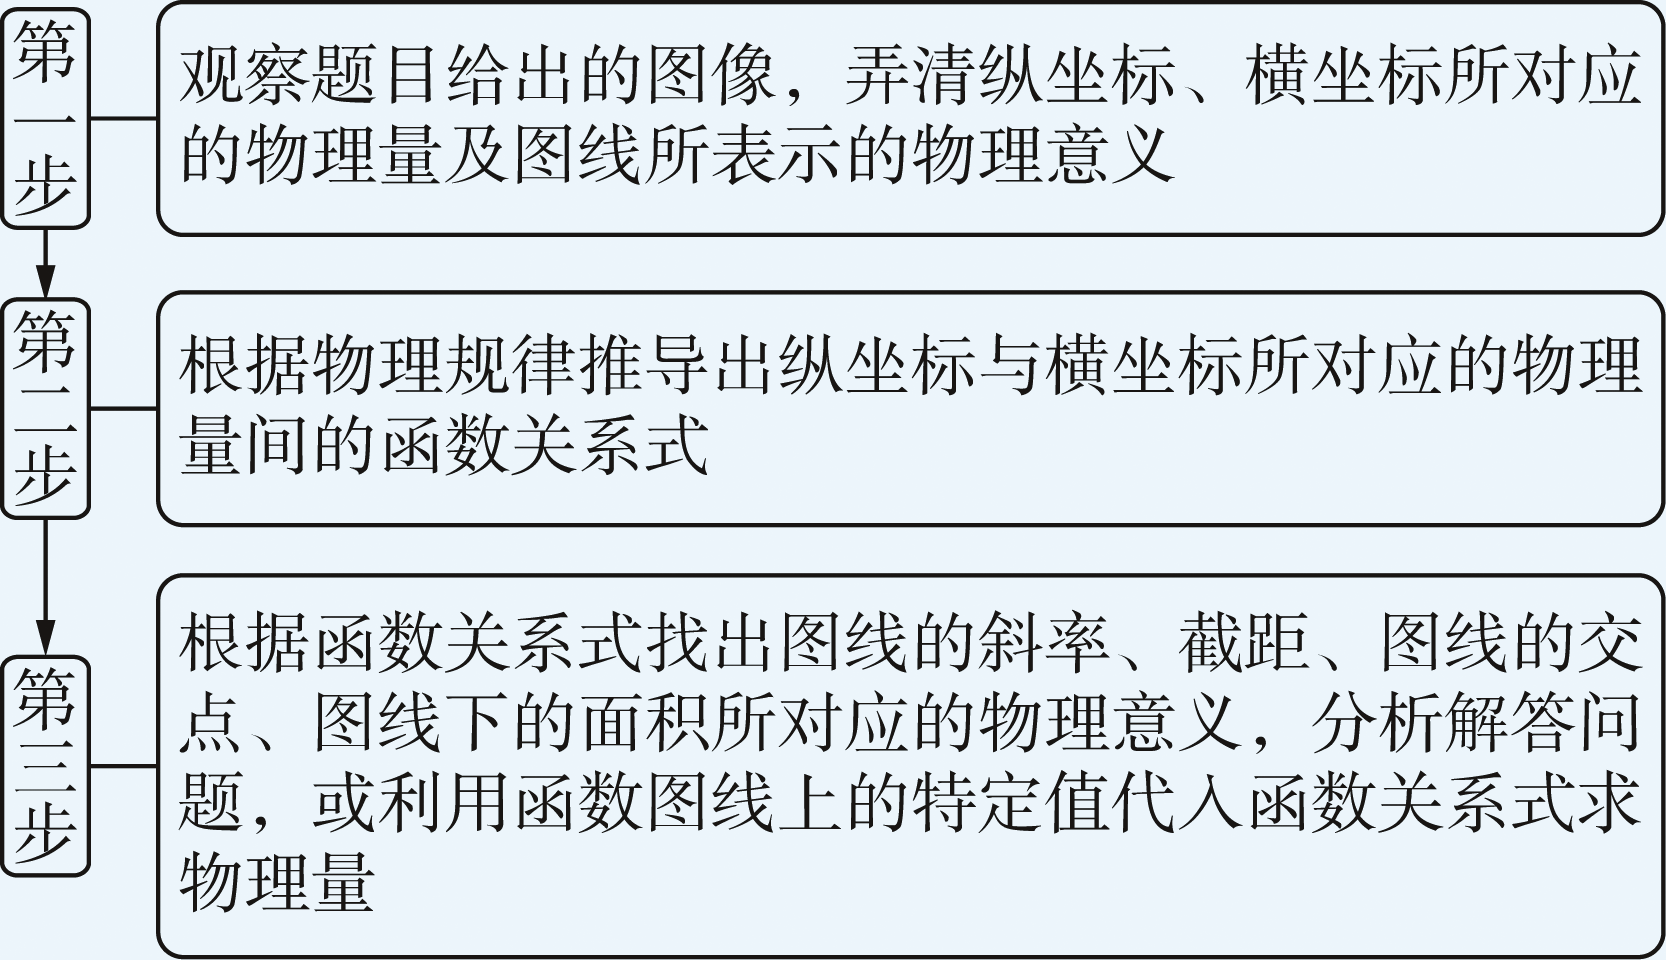 第一步
观察题目给出的图像，弄清纵坐标、横坐标所对应
的物理量及图线所表示的物理意义
第二步
根据物理规律推导出纵坐标与横坐标所对应的物理
量间的函数关系式
第三步
根据函数关系式找出图线的斜率、截距、图线的交
点、图线下的面积所对应的物理意义，分析解答问
题，或利用函数图线上的特定值代入函数关系式求
物理量